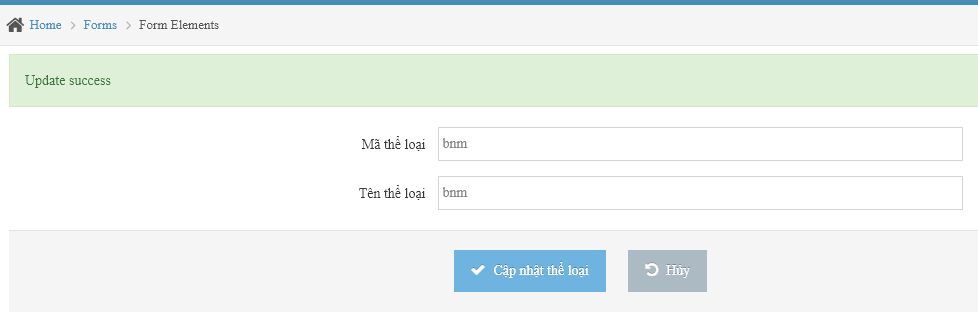 Home > Forms > Form Elements
Update success
Mã thể loại bnm
Tên thể loại bnm
Cập nhật thể loại Hủy